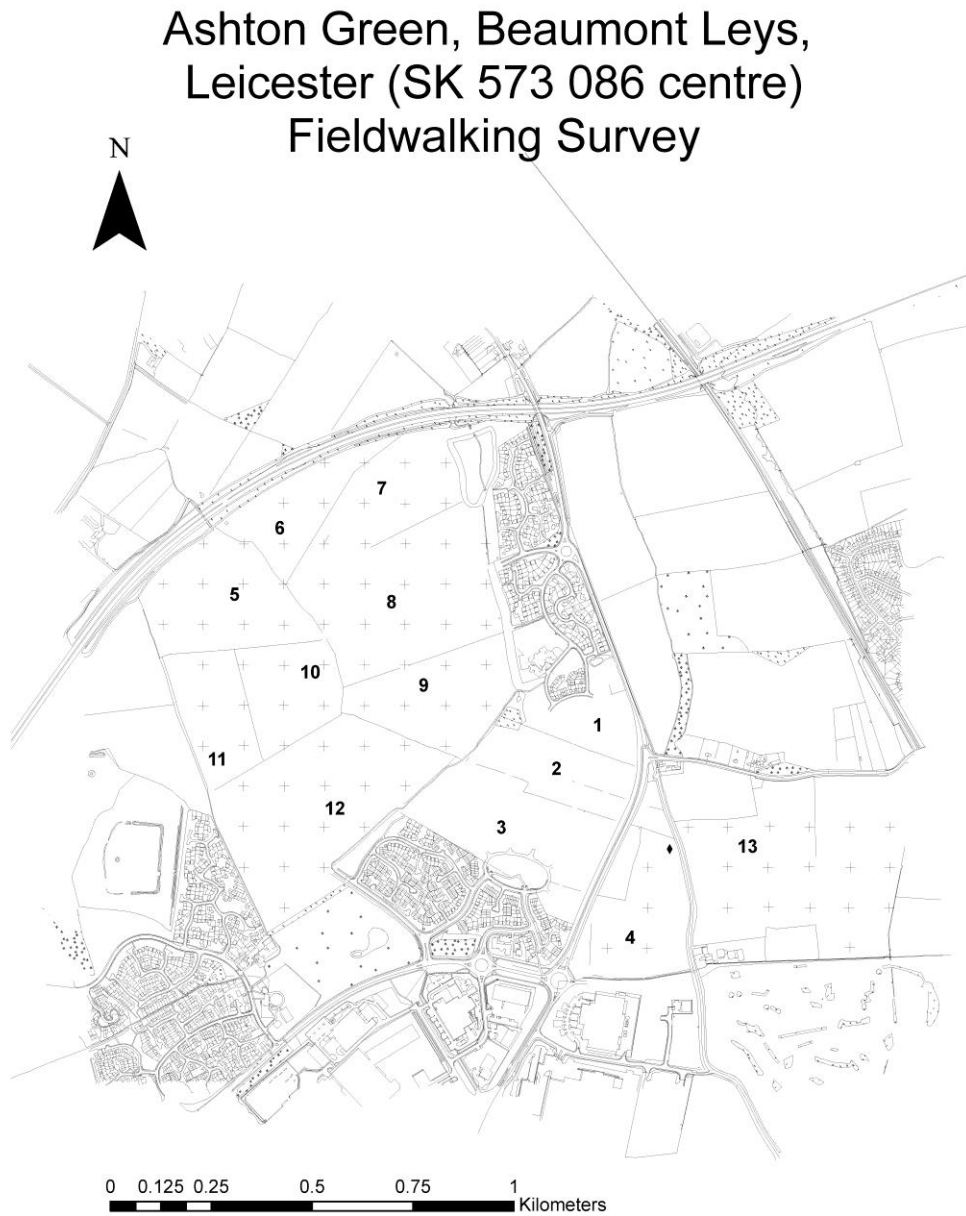 Ashton Green, Beaumont Leys,
Leicester (SK 573 086 centre)
Fieldwalking Survey
N
7
6
5
8
10
9
1
11
2
12
3
13
4
0 0.125 0.25 0.5 0.75 1
Kilometers